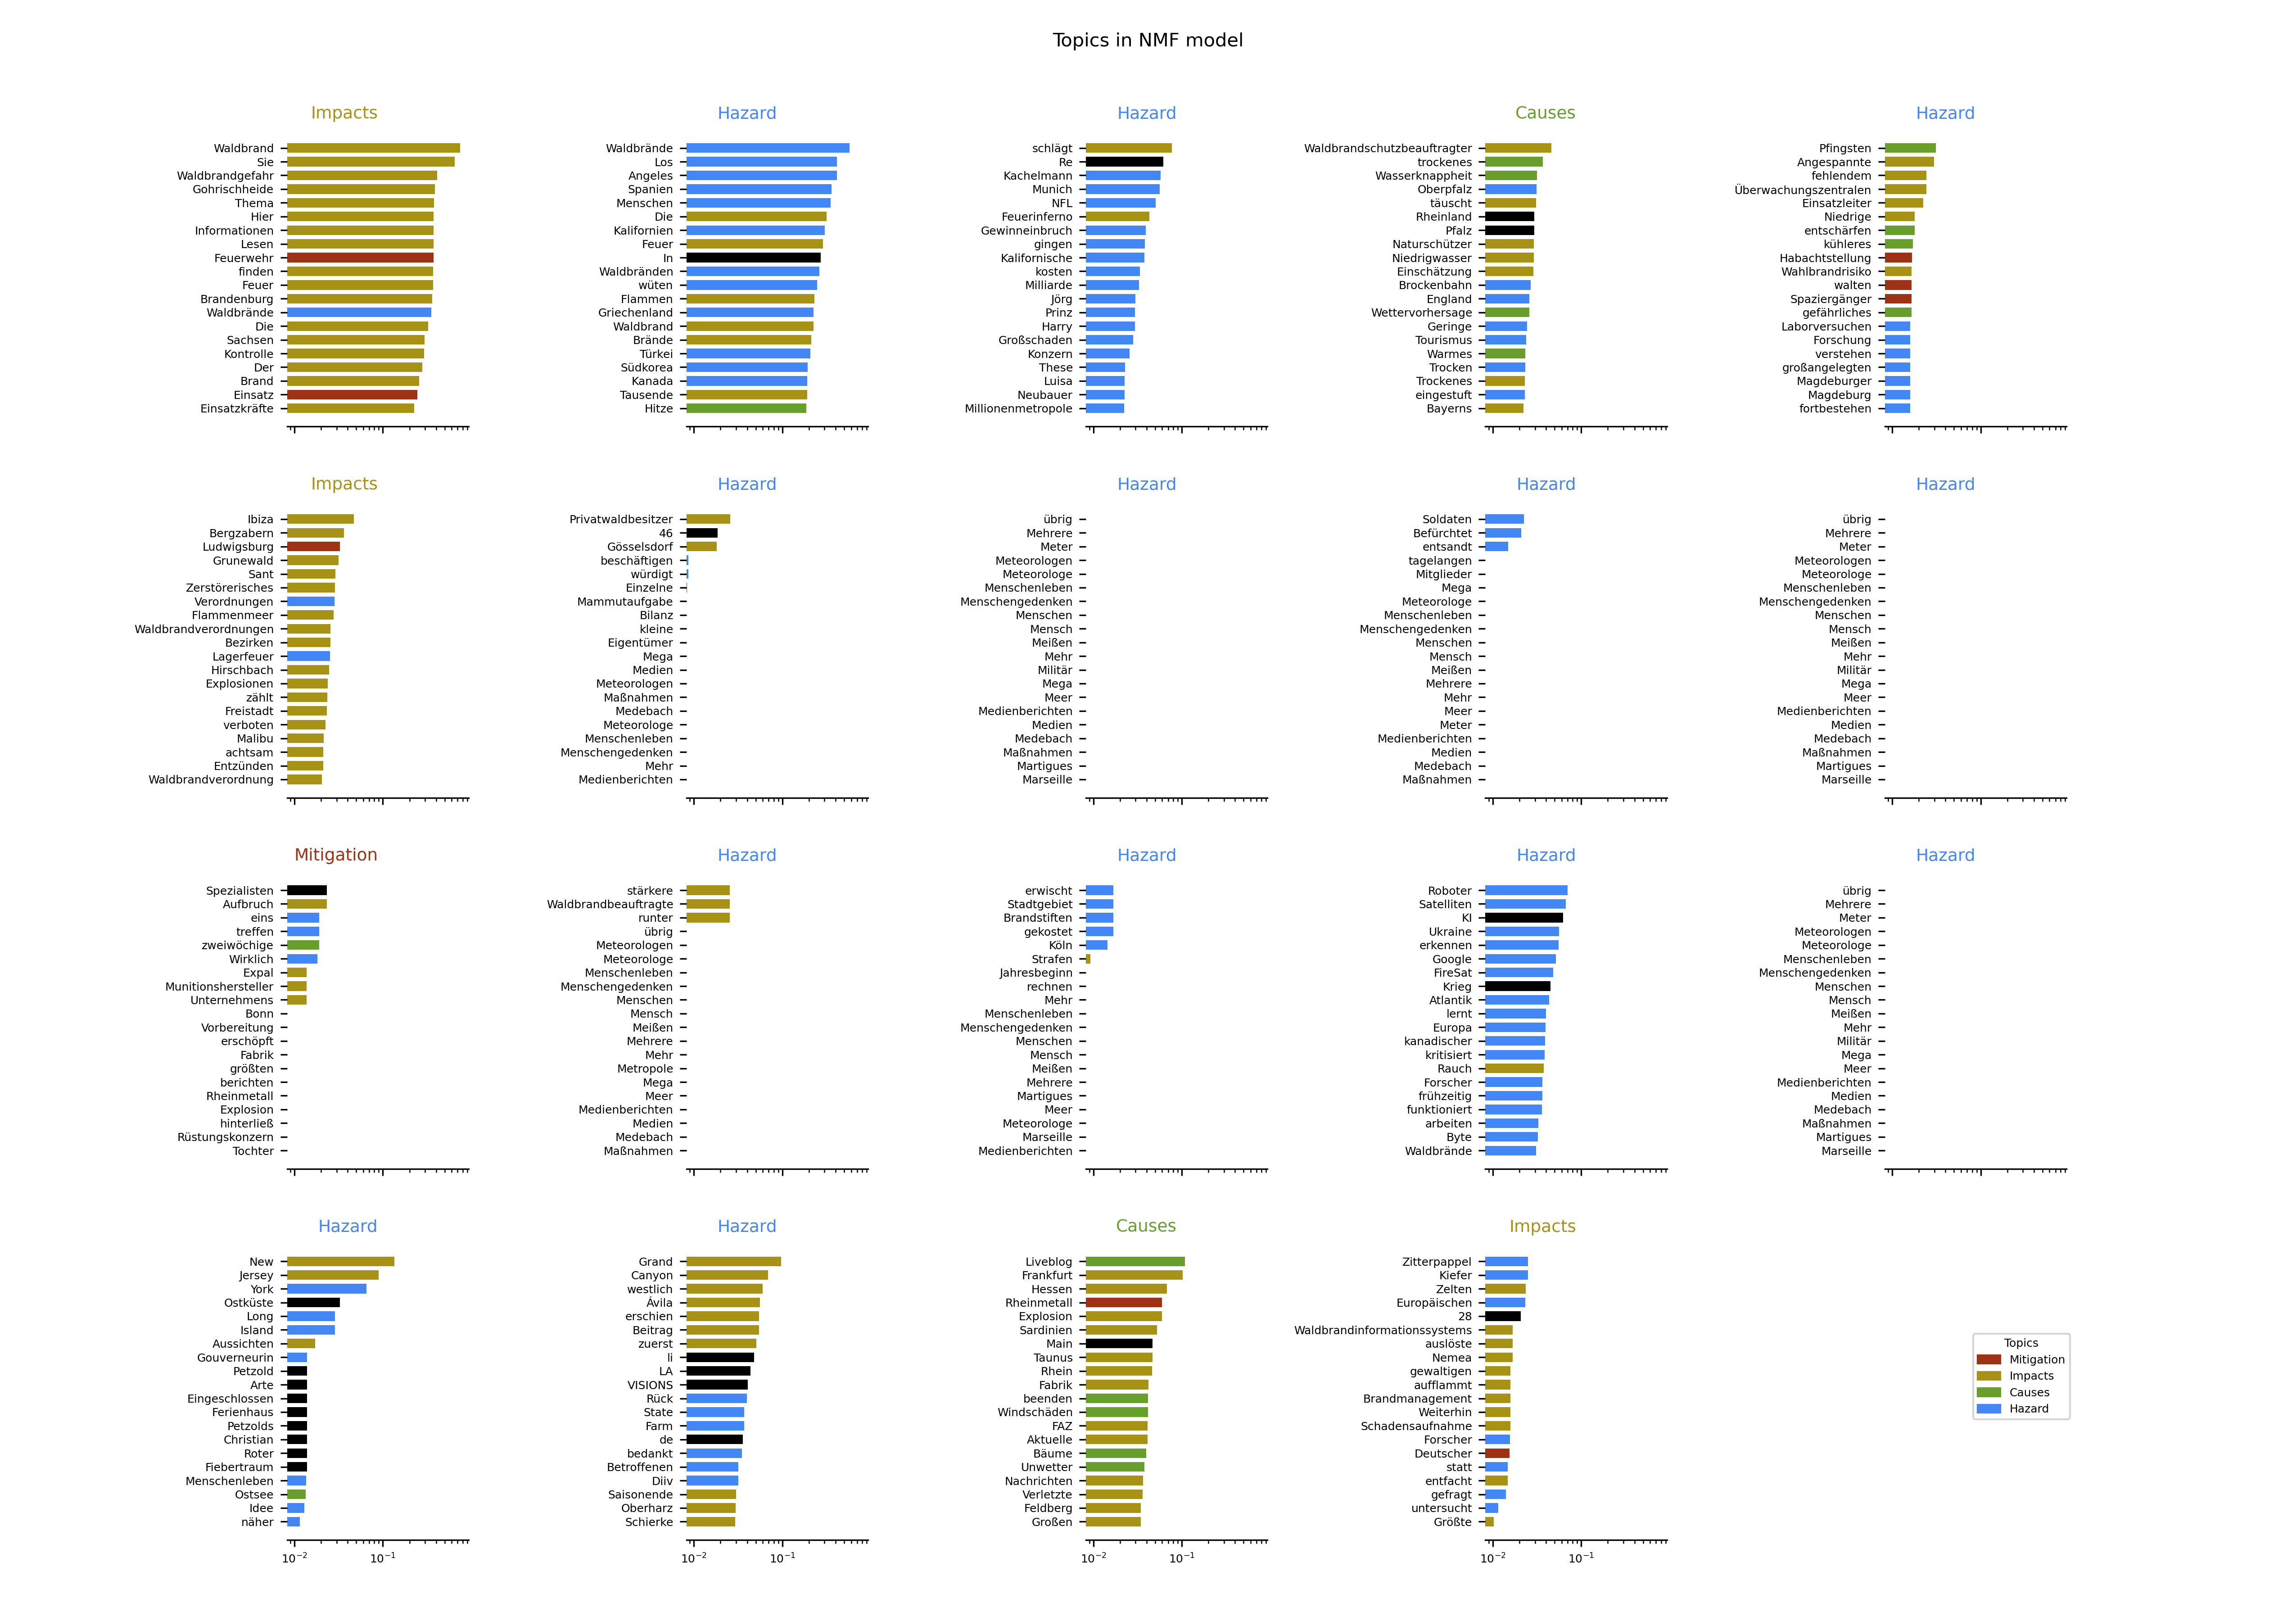 Topics in NMF model
Impacts
Waldbrand
Sie
Waldbrandgefahr
Gohrischheide
Thema
Hier
Informationen
Lesen
Feuerwehr
finden
Feuer
Brandenburg
Waldbrände
Die
Sachsen
Kontrolle
Der
Brand
Einsatz
Einsatzkräfte
Hazard
Waldbrände
Los
Angeles
Spanien
Menschen
Die
Kalifornien
Feuer
In
Waldbränden
wüten
Flammen
Griechenland
Waldbrand
Brände
Türkei
Südkorea
Kanada
Tausende
Hitze
Hazard
schlägt
Re
Kachelmann
Munich
NFL
Feuerinferno
Gewinneinbruch
gingen
Kalifornische
kosten
Milliarde
Jörg
Prinz
Harry
Großschaden
Konzern
These
Luisa
Neubauer
Millionenmetropole
Causes
Waldbrandschutzbeauftragter
trockenes
Wasserknappheit
Oberpfalz
täuscht
Rheinland
Pfalz
Naturschützer
Niedrigwasser
Einschätzung
Brockenbahn
England
Wettervorhersage
Geringe
Tourismus
Warmes
Trocken
Trockenes
eingestuft
Bayerns
Hazard
Pfingsten
Angespannte
fehlendem
Überwachungszentralen
Einsatzleiter
Niedrige
entschärfen
kühleres
Habachtstellung
Wahlbrandrisiko
walten
Spaziergänger
gefährliches
Laborversuchen
Forschung
verstehen
großangelegten
Magdeburger
Magdeburg
fortbestehen
Impacts
Ibiza
Bergzabern
Ludwigsburg
Grunewald
Sant
Zerstörerisches
Verordnungen
Flammenmeer
Waldbrandverordnungen
Bezirken
Lagerfeuer
Hirschbach
Explosionen
zählt
Freistadt
verboten
Malibu
achtsam
Entzünden
Waldbrandverordnung
Hazard
Privatwaldbesitzer
46
Gösselsdorf
beschäftigen
würdigt
Einzelne
Mammutaufgabe
Bilanz
kleine
Eigentümer
Mega
Medien
Meteorologen
Maßnahmen
Medebach
Meteorologe
Menschenleben
Menschengedenken
Mehr
Medienberichten
Hazard
übrig
Mehrere
Meter
Meteorologen
Meteorologe
Menschenleben
Menschengedenken
Menschen
Mensch
Meißen
Mehr
Militär
Mega
Meer
Medienberichten
Medien
Medebach
Maßnahmen
Martigues
Marseille
Hazard
Soldaten
Befürchtet
entsandt
tagelangen
Mitglieder
Mega
Meteorologe
Menschenleben
Menschengedenken
Menschen
Mensch
Meißen
Mehrere
Mehr
Meer
Meter
Medienberichten
Medien
Medebach
Maßnahmen
Hazard
übrig
Mehrere
Meter
Meteorologen
Meteorologe
Menschenleben
Menschengedenken
Menschen
Mensch
Meißen
Mehr
Militär
Mega
Meer
Medienberichten
Medien
Medebach
Maßnahmen
Martigues
Marseille
Mitigation
Spezialisten
Aufbruch
eins
treffen
zweiwöchige
Wirklich
Expal
Munitionshersteller
Unternehmens
Bonn
Vorbereitung
erschöpft
Fabrik
größten
berichten
Rheinmetall
Explosion
hinterließ
Rüstungskonzern
Tochter
Hazard
stärkere
Waldbrandbeauftragte
runter
übrig
Meteorologen
Meteorologe
Menschenleben
Menschengedenken
Menschen
Mensch
Meißen
Mehrere
Mehr
Metropole
Mega
Meer
Medienberichten
Medien
Medebach
Maßnahmen
Hazard
erwischt
Stadtgebiet
Brandstiften
gekostet
Köln
Strafen
Jahresbeginn
rechnen
Mehr
Menschenleben
Menschengedenken
Menschen
Mensch
Meißen
Mehrere
Martigues
Meer
Meteorologe
Marseille
Medienberichten
Hazard
Roboter
Satelliten
KI
Ukraine
erkennen
Google
FireSat
Krieg
Atlantik
lernt
Europa
kanadischer
kritisiert
Rauch
Forscher
frühzeitig
funktioniert
arbeiten
Byte
Waldbrände
Hazard
übrig
Mehrere
Meter
Meteorologen
Meteorologe
Menschenleben
Menschengedenken
Menschen
Mensch
Meißen
Mehr
Militär
Mega
Meer
Medienberichten
Medien
Medebach
Maßnahmen
Martigues
Marseille
Hazard
New
Jersey
York
Ostküste
Long
Island
Aussichten
Gouverneurin
Petzold
Arte
Eingeschlossen
Ferienhaus
Petzolds
Christian
Roter
Fiebertraum
Menschenleben
Ostsee
Idee
näher
10⁻² 10⁻¹
Hazard
Grand
Canyon
westlich
Ávila
erschien
Beitrag
zuerst
li
LA
VISIONS
Rück
State
Farm
de
bedankt
Betroffenen
Diiv
Saisonende
Oberharz
Schierke
10⁻² 10⁻¹
Causes
Liveblog
Frankfurt
Hessen
Rheinmetall
Explosion
Sardinien
Main
Taunus
Rhein
Fabrik
beenden
Windschäden
FAZ
Aktuelle
Bäume
Unwetter
Nachrichten
Verletzte
Feldberg
Großen
10⁻² 10⁻¹
Impacts
Zitterpappel
Kiefer
Zelten
Europäischen
28
Waldbrandinformationssystems
auslöste
Nemea
gewaltigen
aufflammt
Brandmanagement
Weiterhin
Schadensaufnahme
Forscher
Deutscher
statt
entfacht
gefragt
untersucht
Größte
10⁻² 10⁻¹
Topics
Mitigation
Impacts
Causes
Hazard